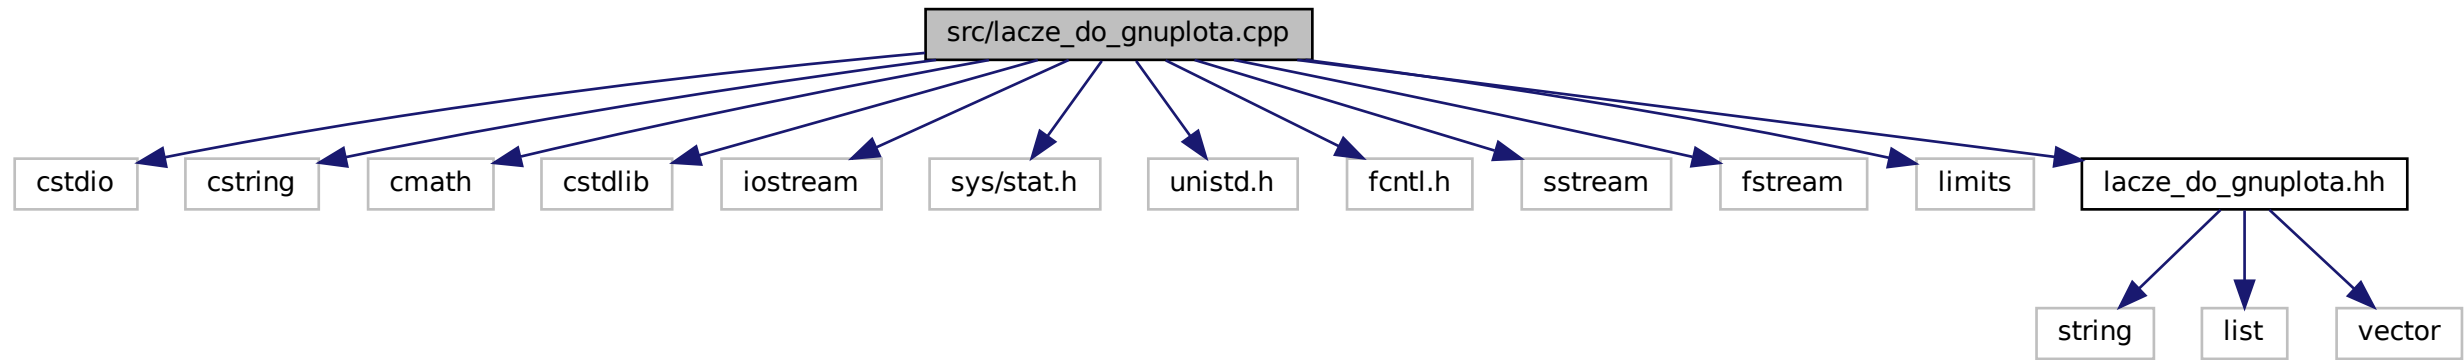 src/lacze_do_gnuplota.cpp
cstdio
cstring
cmath
cstdlib
iostream
sys/stat.h
unistd.h
fcntl.h
sstream
fstream
limits
lacze_do_gnuplota.hh
string
list
vector